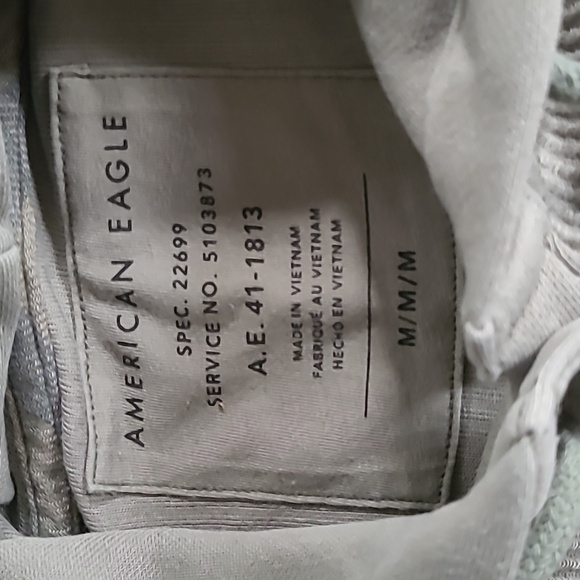 AMERICAN EAGLE
SPEC. 22699
SERVICE NO. 5103873
A.E. 41-1813
MADE IN VIETNAM
FABRIQUÉ AU VIETNAM
HECHO EN VIETNAM
M/M/M